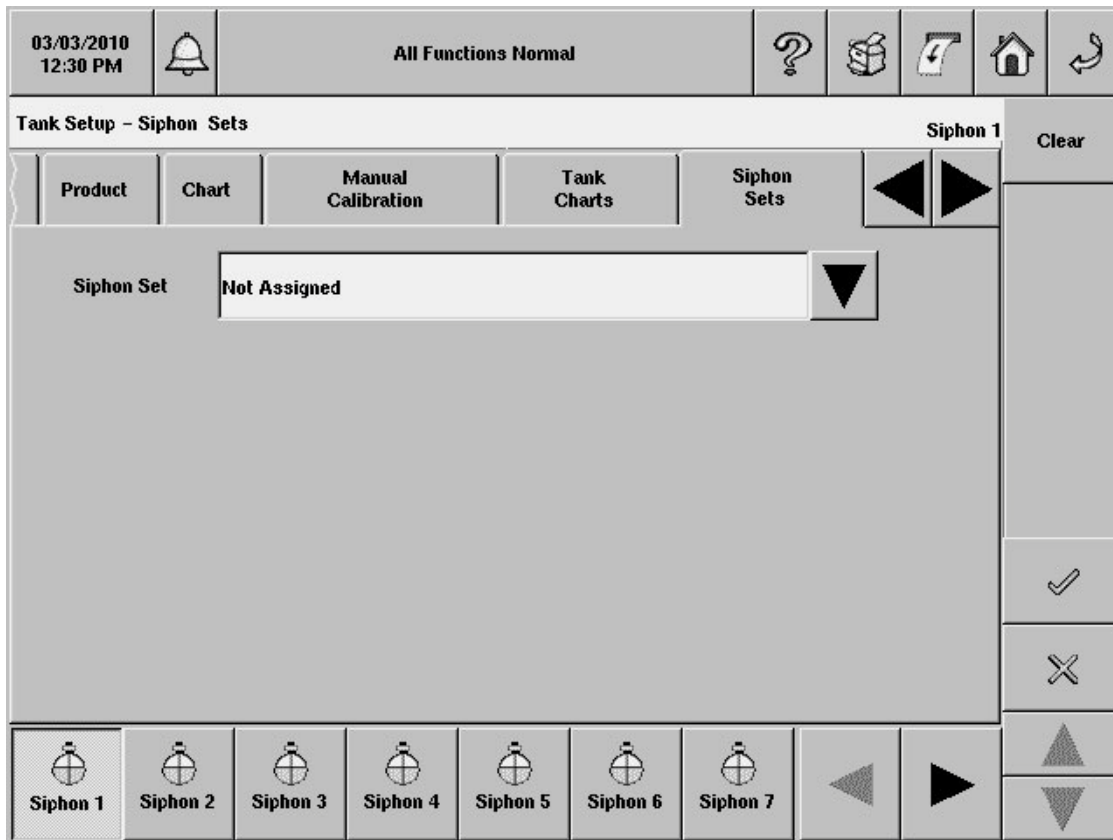 03/03/2010
12:30 PM
All Functions Normal
Tank Setup - Siphon Sets
Siphon 1
Clear
Product
Chart
Manual
Calibration
Tank
Charts
Siphon
Sets
Siphon Set
Not Assigned
Siphon 1
Siphon 2
Siphon 3
Siphon 4
Siphon 5
Siphon 6
Siphon 7